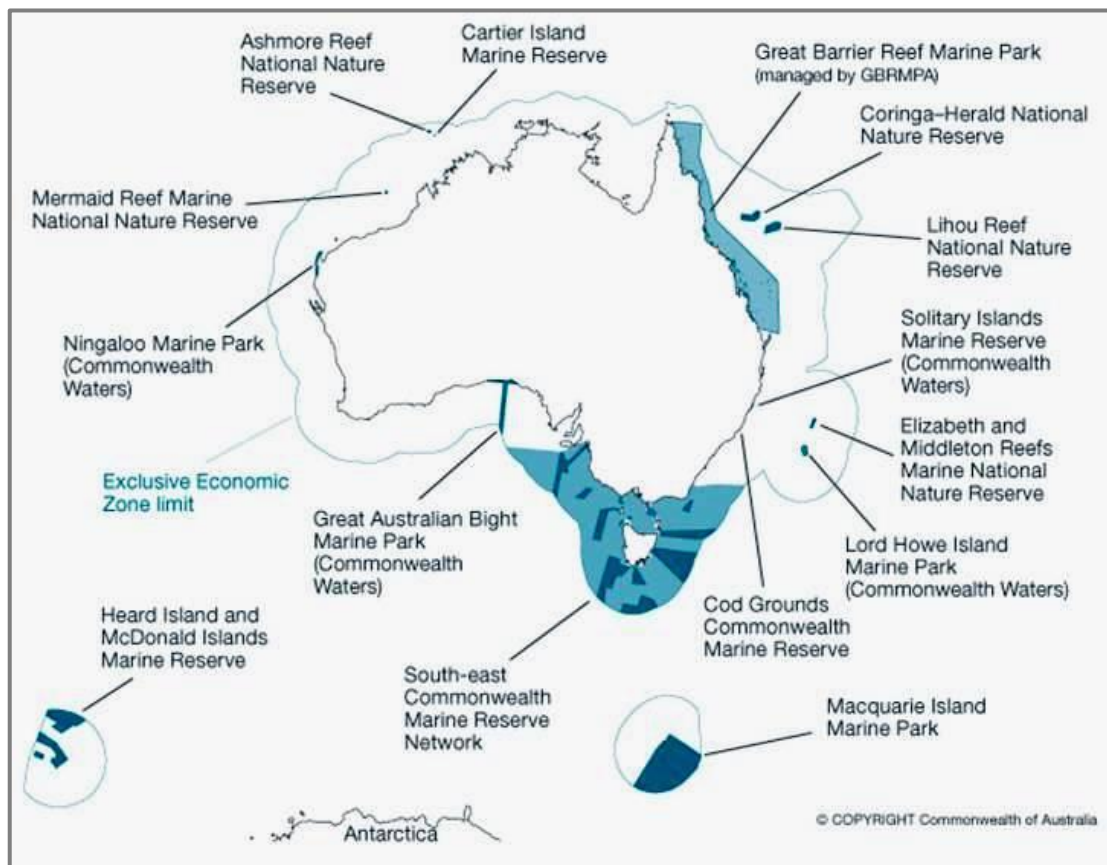 Ashmore Reef
National Nature
Reserve
Cartier Island
Marine Reserve
Great Barrier Reef Marine Park
(managed by GBRMPA)
Coringa–Herald National
Nature Reserve
Mermaid Reef Marine
National Nature Reserve
Lihou Reef
National Nature
Reserve
Ningaloo Marine Park
(Commonwealth
Waters)
Solitary Islands
Marine Reserve
(Commonwealth
Waters)
Elizabeth and
Middleton Reefs
Marine National
Nature Reserve
Exclusive Economic
Zone limit
Great Australian Bight
Marine Park
(Commonwealth
Waters)
Lord Howe Island
Marine Park
(Commonwealth Waters)
Cod Grounds
Commonwealth
Marine Reserve
Heard Island and
McDonald Islands
Marine Reserve
South-east
Commonwealth
Marine Reserve
Network
Macquarie Island
Marine Park
Antarctica
© COPYRIGHT Commonwealth of Australia